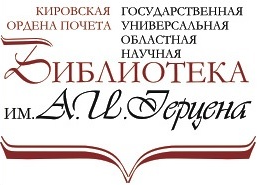 КИРОВСКАЯ ГОСУДАРСТВЕННАЯ
ОРДЕНА ПОЧЕТА УНИВЕРСАЛЬНАЯ
ОБЛАСТНАЯ
НАУЧНАЯ
БИБЛИОТЕКА
ИМ. А.И.Герцена